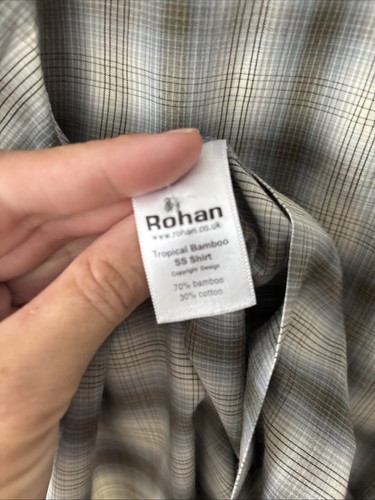 Rohan
www.rohan.co.uk
Tropical Bamboo
SS Shirt
Copyright Design
70% bamboo
30% cotton